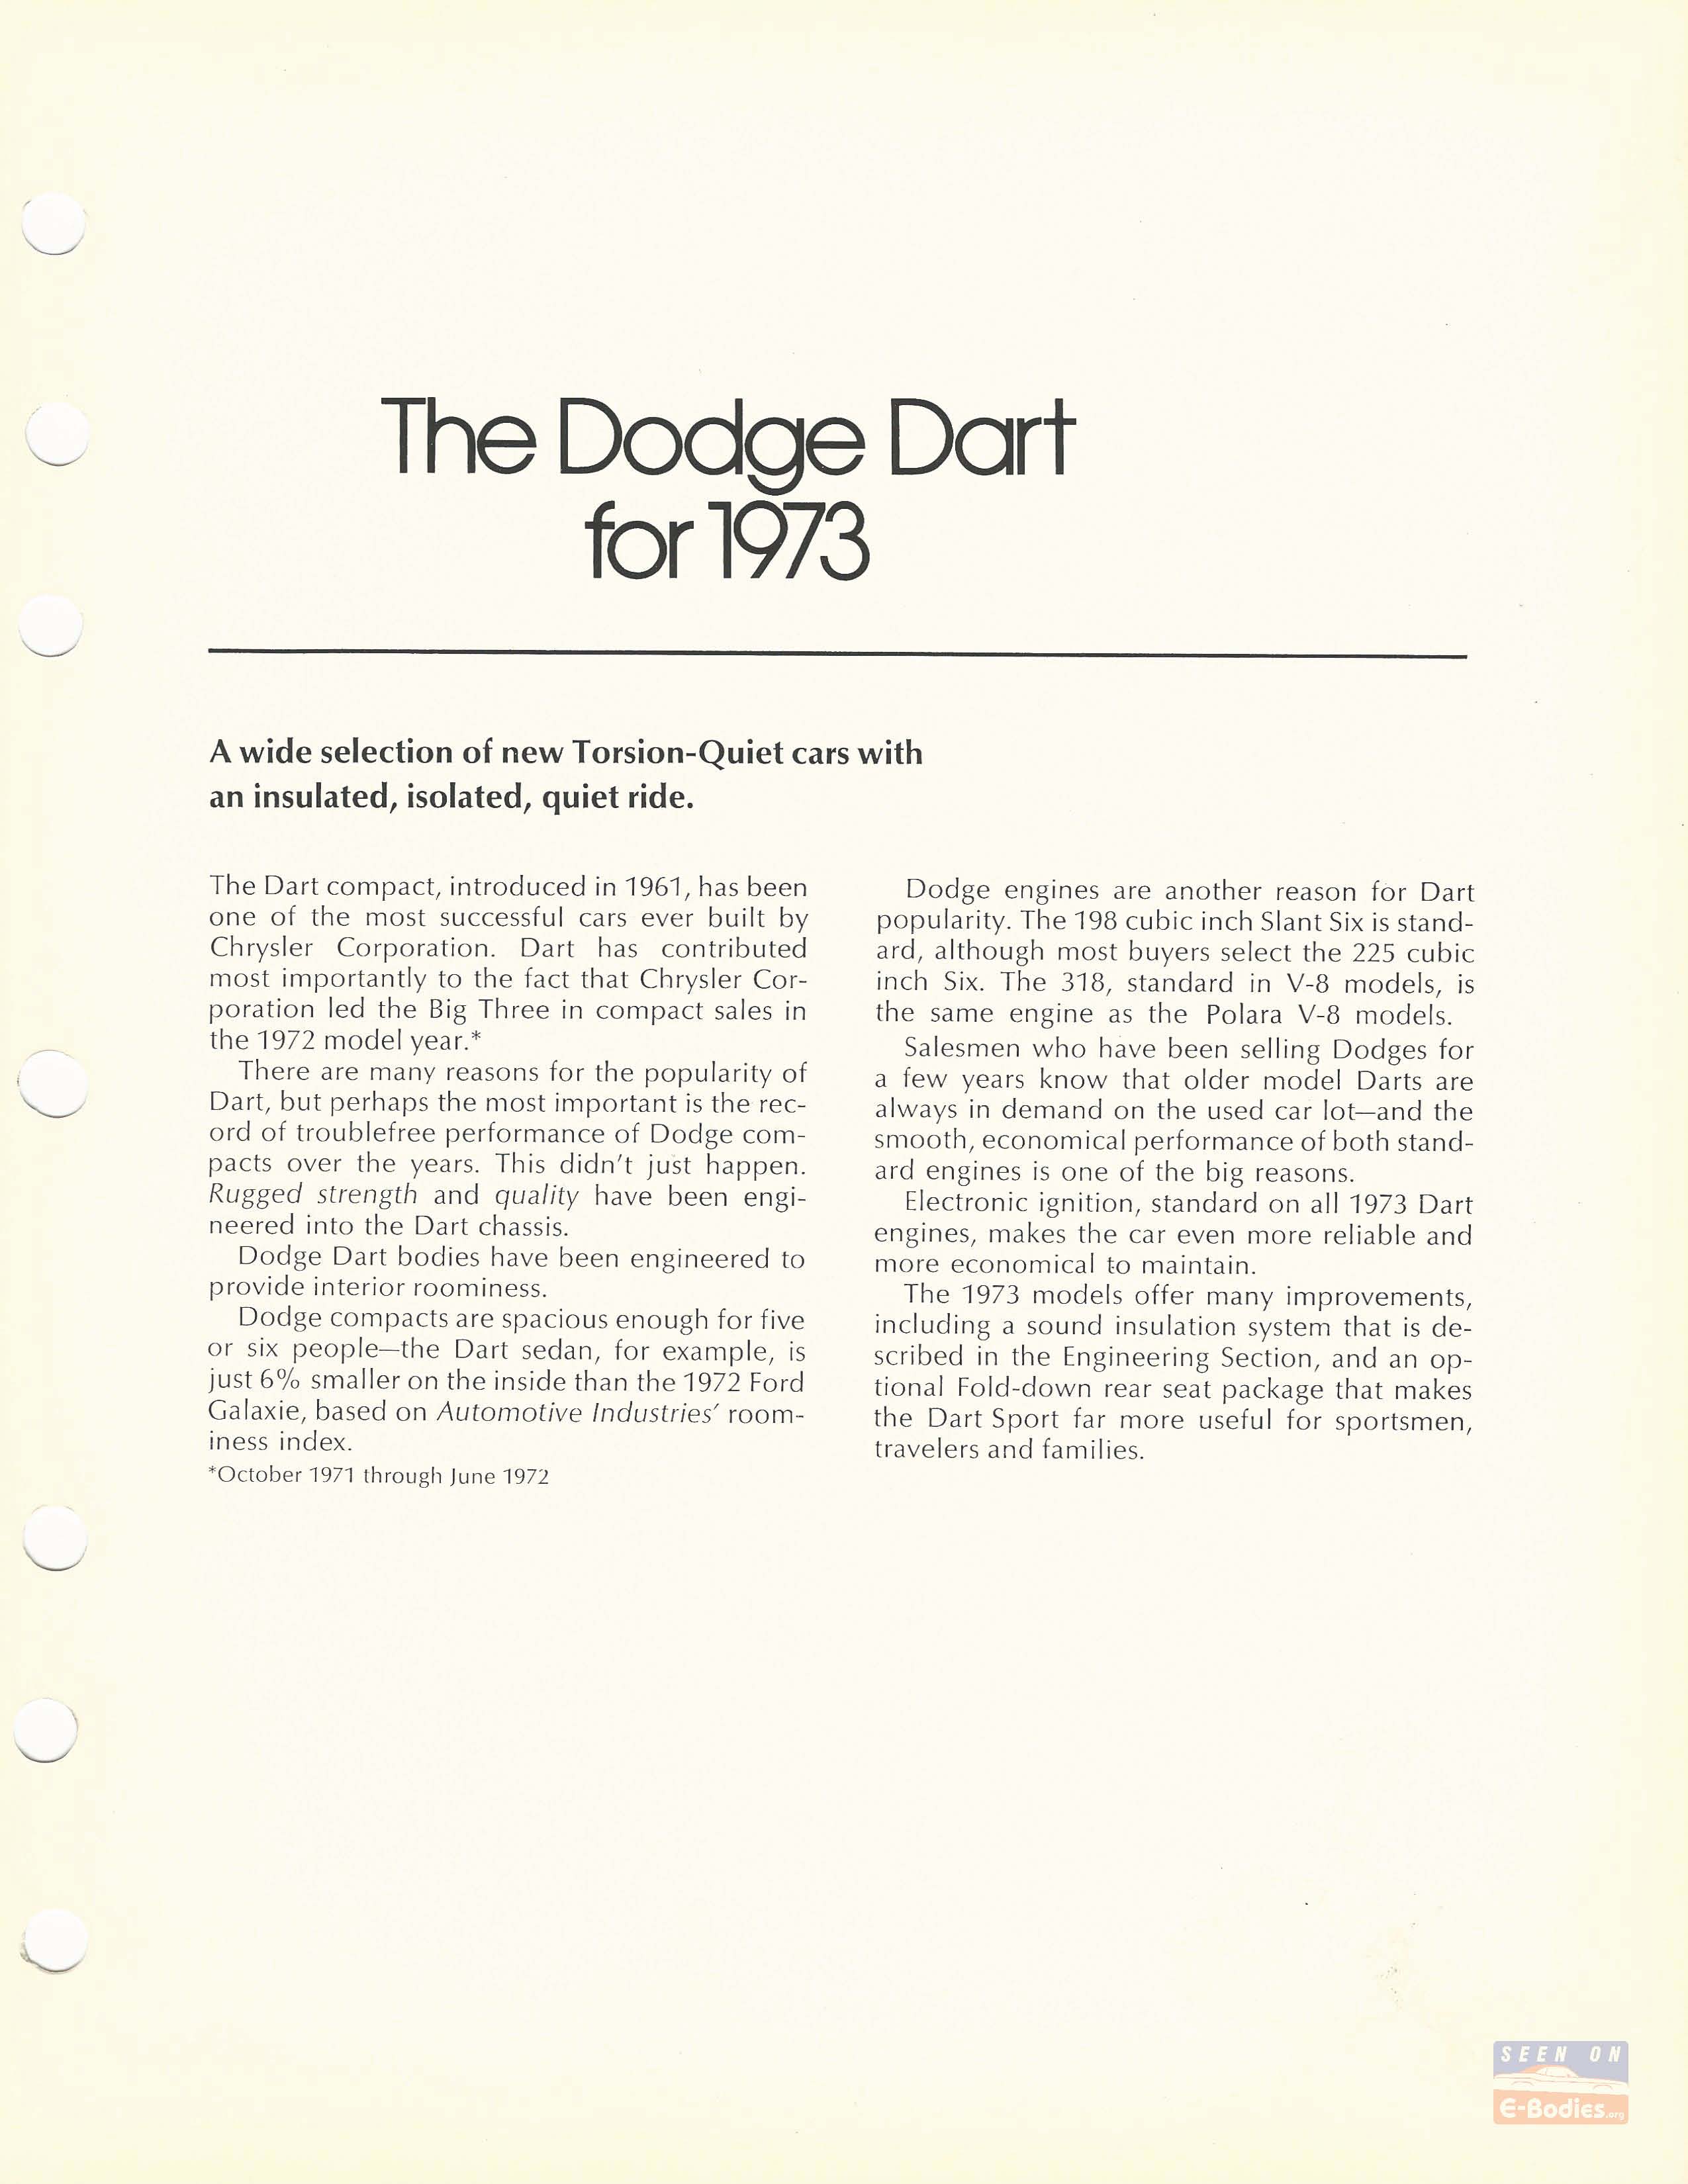 The Dodge Dart
for 1973
A wide selection of new Torsion-Quiet cars with
an insulated, isolated, quiet ride.
The Dart compact, introduced in 1961, has been
one of the most successful cars ever built by
Chrysler Corporation. Dart has contributed
most importantly to the fact that Chrysler Cor-
poration led the Big Three in compact sales in
the 1972 model year.*
There are many reasons for the popularity of
Dart, but perhaps the most important is the rec-
ord of troublefree performance of Dodge com-
pacts over the years. This didn't just happen.
Rugged strength and quality have been engi-
neered into the Dart chassis.
Dodge Dart bodies have been engineered to
provide interior roominess.
Dodge compacts are spacious enough for five
or six people—the Dart sedan, for example, is
just 6% smaller on the inside than the 1972 Ford
Galaxie, based on Automotive Industries' room-
iness index.
*October 1971 through June 1972
Dodge engines are another reason for Dart
popularity. The 198 cubic inch Slant Six is stand-
ard, although most buyers select the 225 cubic
inch Six. The 318, standard in V-8 models, is
the same engine as the Polara V-8 models.
Salesmen who have been selling Dodges for
a few years know that older model Darts are
always in demand on the used car lot—and the
smooth, economical performance of both stand-
ard engines is one of the big reasons.
Electronic ignition, standard on all 1973 Dart
engines, makes the car even more reliable and
more economical to maintain.
The 1973 models offer many improvements,
including a sound insulation system that is de-
scribed in the Engineering Section, and an op-
tional Fold-down rear seat package that makes
the Dart Sport far more useful for sportsmen,
travelers and families.
SEEN ON
E-Bodies.org